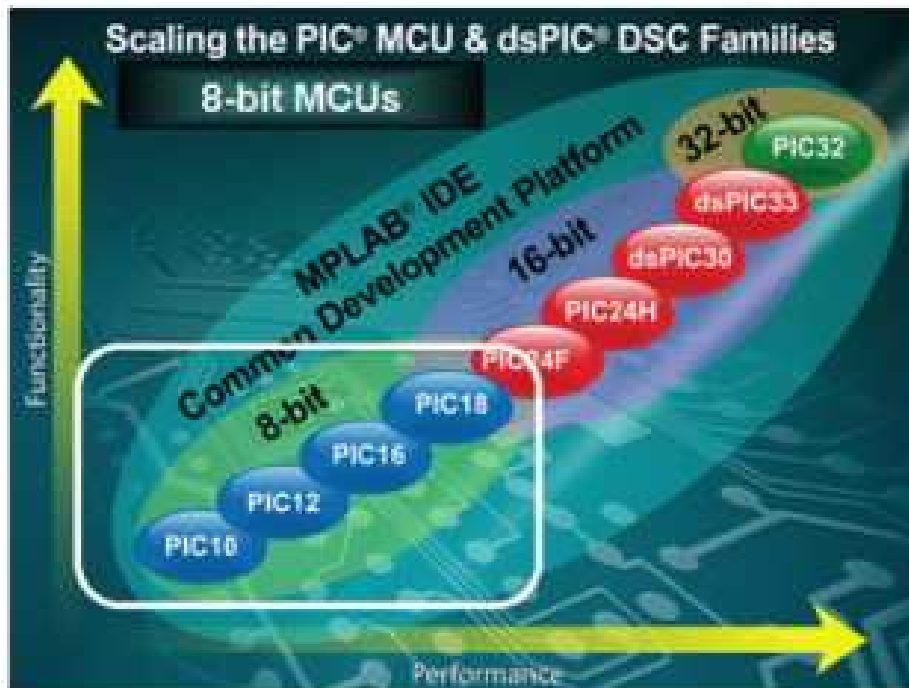 Scaling the PIC® MCU & dsPIC® DSC Families
8-bit MCUs
32-bit
PIC32
MPLAB® IDE
Common Development Platform
dsPIC33
16-bit
dsPIC30
PIC24H
PIC24F
8-bit
PIC18
PIC16
PIC12
PIC10
Functionality
Performance